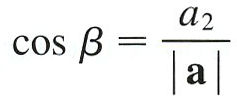 cos β = a₂ / |a|